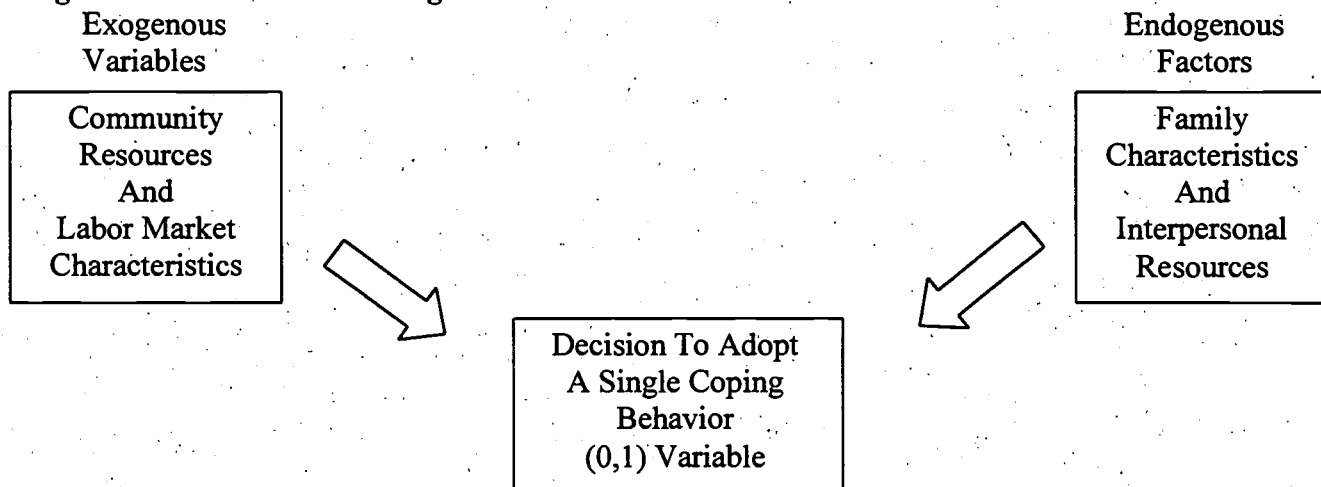 Exogenous
Variables
Endogenous
Factors
Community
Resources
And
Labor Market
Characteristics
Family
Characteristics
And
Interpersonal
Resources
Decision To Adopt
A Single Coping
Behavior
(0,1) Variable